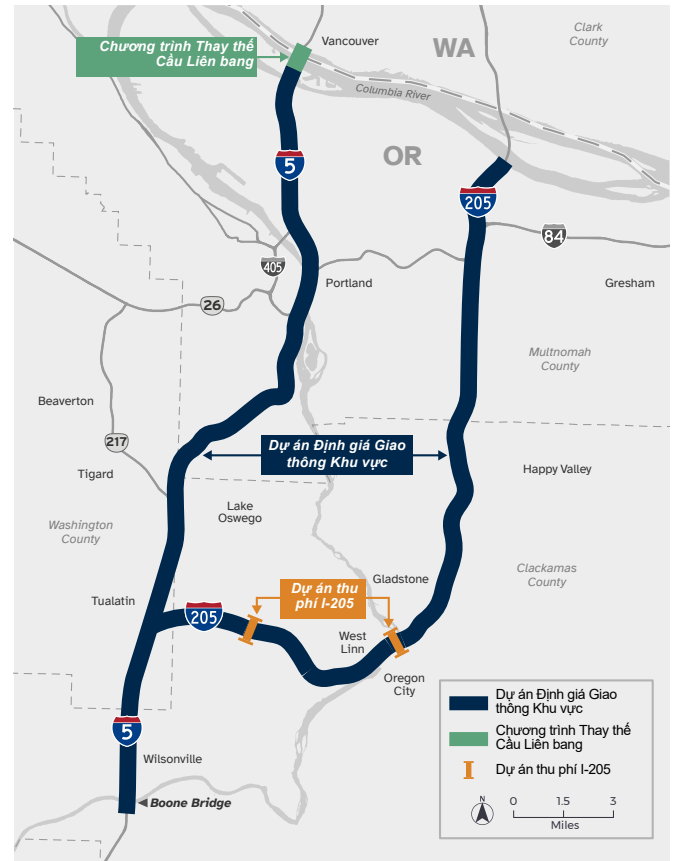 Chương trình Thay thế
Cầu Liên bang
Vancouver
WA
Clark
County
Columbia River
OR
5
205
84
405
Portland
Gresham
26
Multnomah
County
Beaverton
217
Dự án Định giá Giao
thông Khu vực
Tigard
Happy Valley
Lake
Oswego
Washington
County
Clackamas
County
Dự án thu
phí I-205
Gladstone
Tualatin
205
West
Linn
Oregon
City
5
Wilsonville
Boone Bridge
Dự án Định giá Giao
thông Khu vực
Chương trình Thay thế
Cầu Liên bang
Dự án thu phí I-205
N
0 1.5 3
Miles